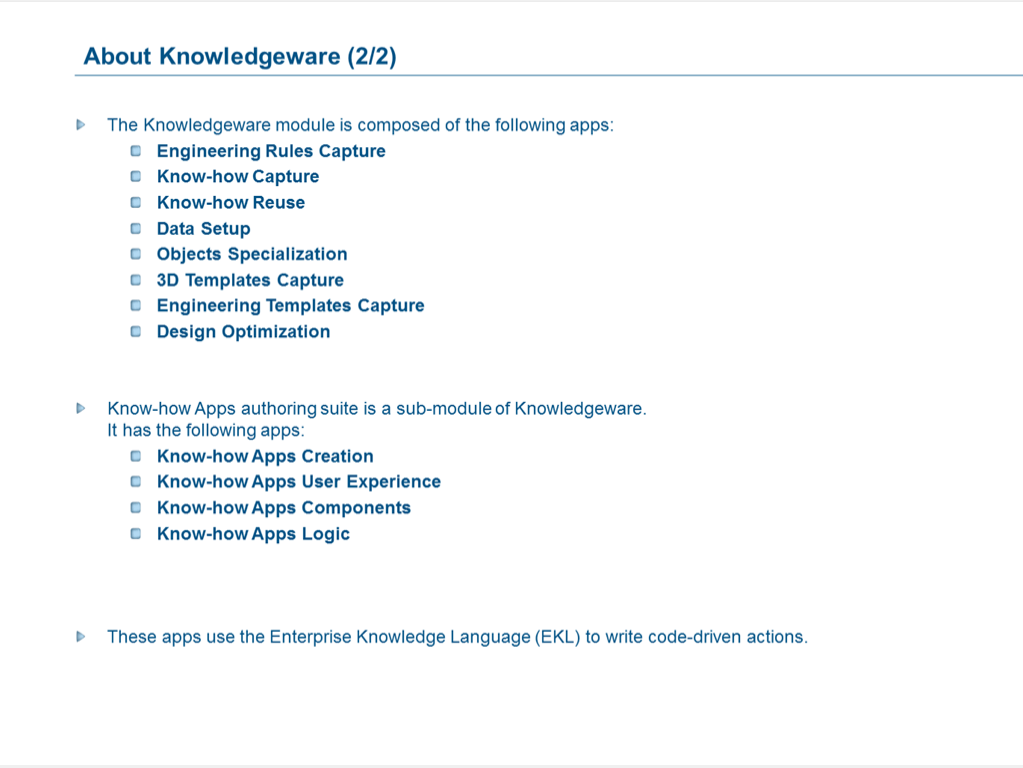 About Knowledgeware (2/2)
The Knowledgeware module is composed of the following apps:
Engineering Rules Capture
Know-how Capture
Know-how Reuse
Data Setup
Objects Specialization
3D Templates Capture
Engineering Templates Capture
Design Optimization
Know-how Apps authoring suite is a sub-module of Knowledgeware.
It has the following apps:
Know-how Apps Creation
Know-how Apps User Experience
Know-how Apps Components
Know-how Apps Logic
These apps use the Enterprise Knowledge Language (EKL) to write code-driven actions.